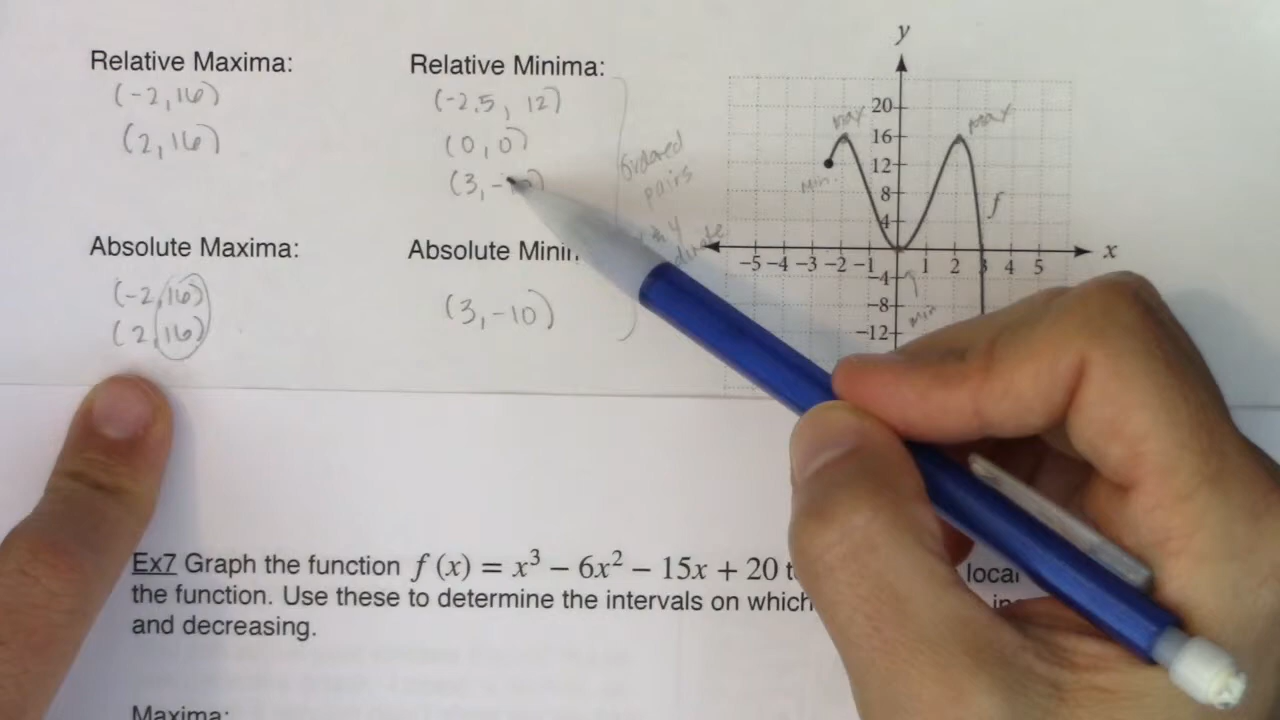 Relative Maxima:
(-2,16)
(2,16)
Relative Minima:
(-2.5, 12)
(0,0)
(3,-10)
Ordered
pairs
Absolute Maxima:
(-2,16)
(2,16)
Absolute Minin
(3,-10)
y
20
16
12
8
4
-4
-8
-12
-5 -4 -3 -2 -1 1 2 3 4 5
x
f
max
max
min.
min
Ex7 Graph the function f (x) = x³ − 6x² − 15x + 20 t local
the function. Use these to determine the intervals on which
and decreasing.
Maxima: